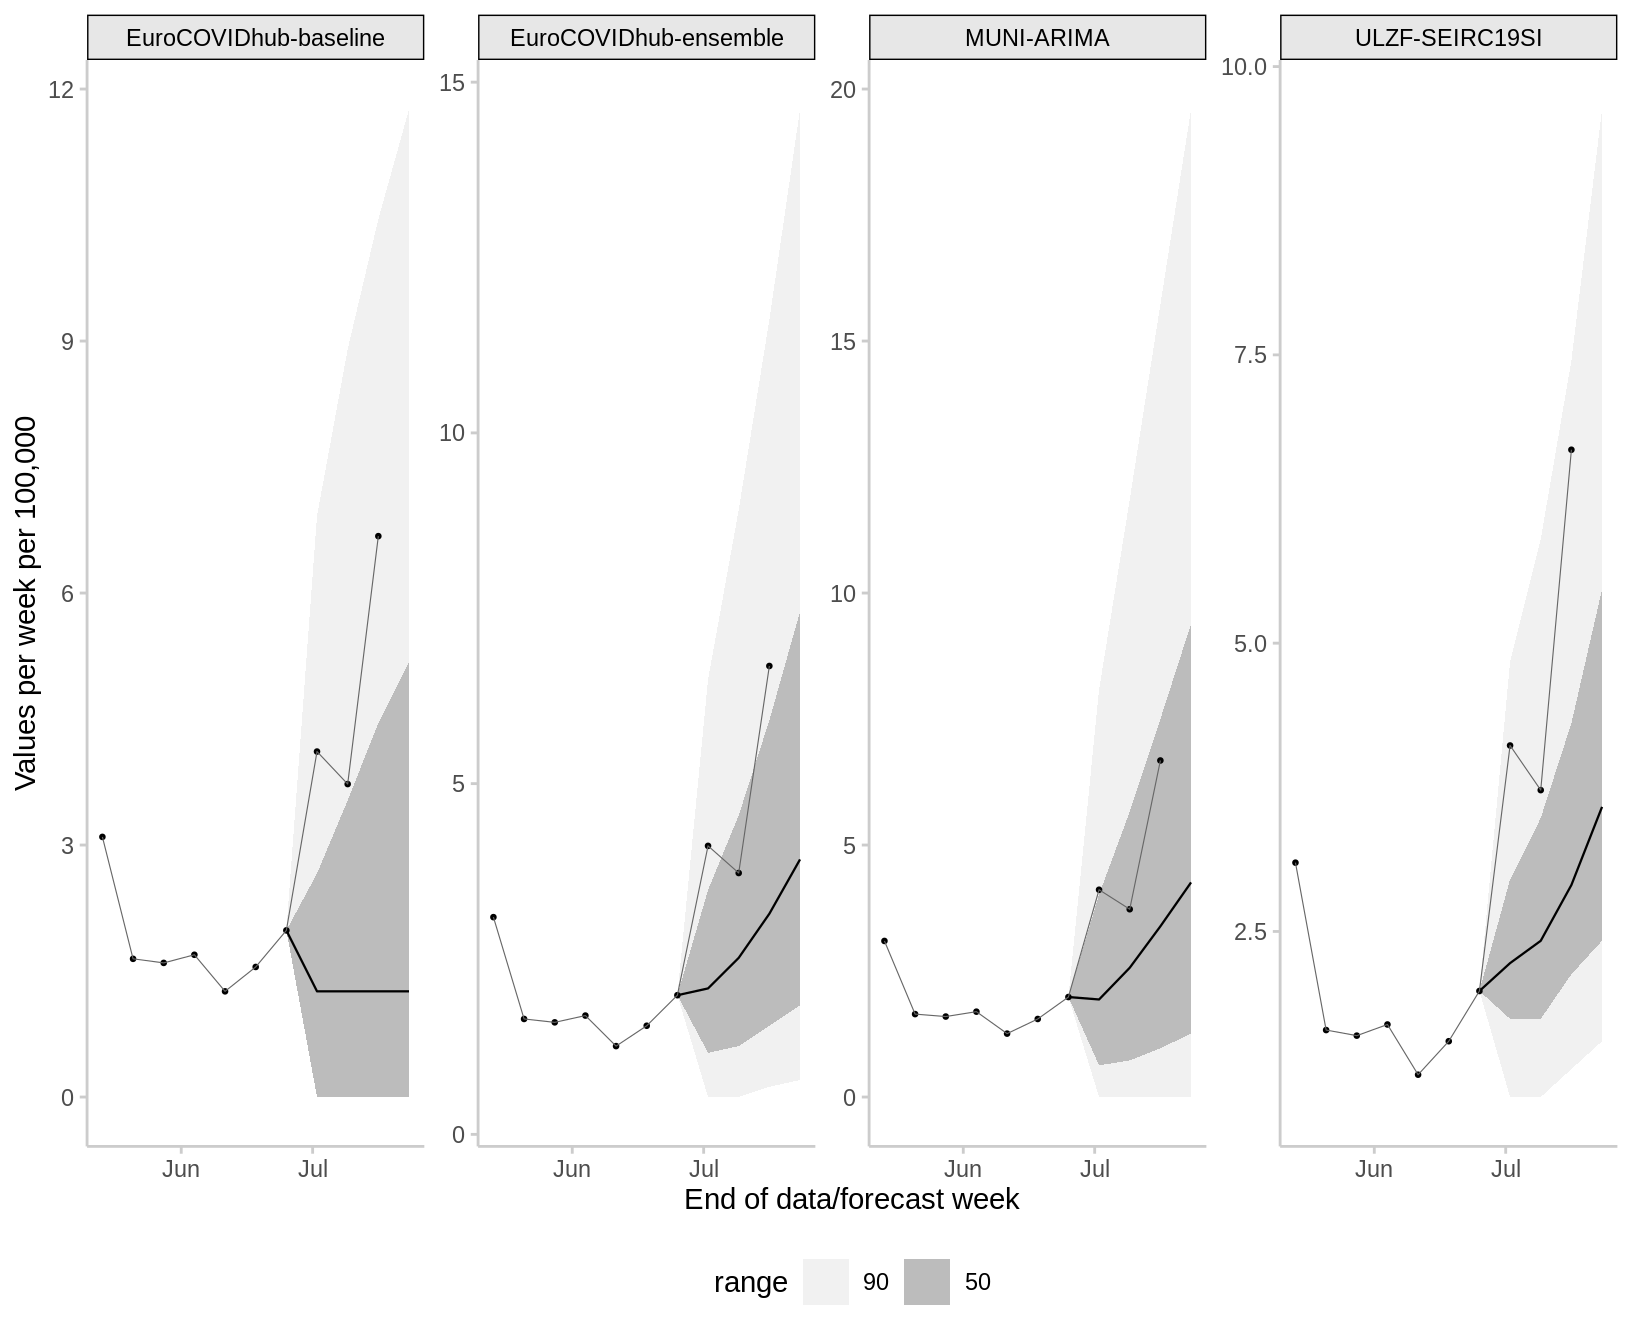 EuroCOVIDhub-baseline
EuroCOVIDhub-ensemble
MUNI-ARIMA
ULZF-SEIRC19SI
Values per week per 100,000
12
9
6
3
0
15
10
5
0
20
15
10
5
0
10.0
7.5
5.0
2.5
Jun Jul
Jun Jul
Jun Jul
Jun Jul
End of data/forecast week
range 90 50